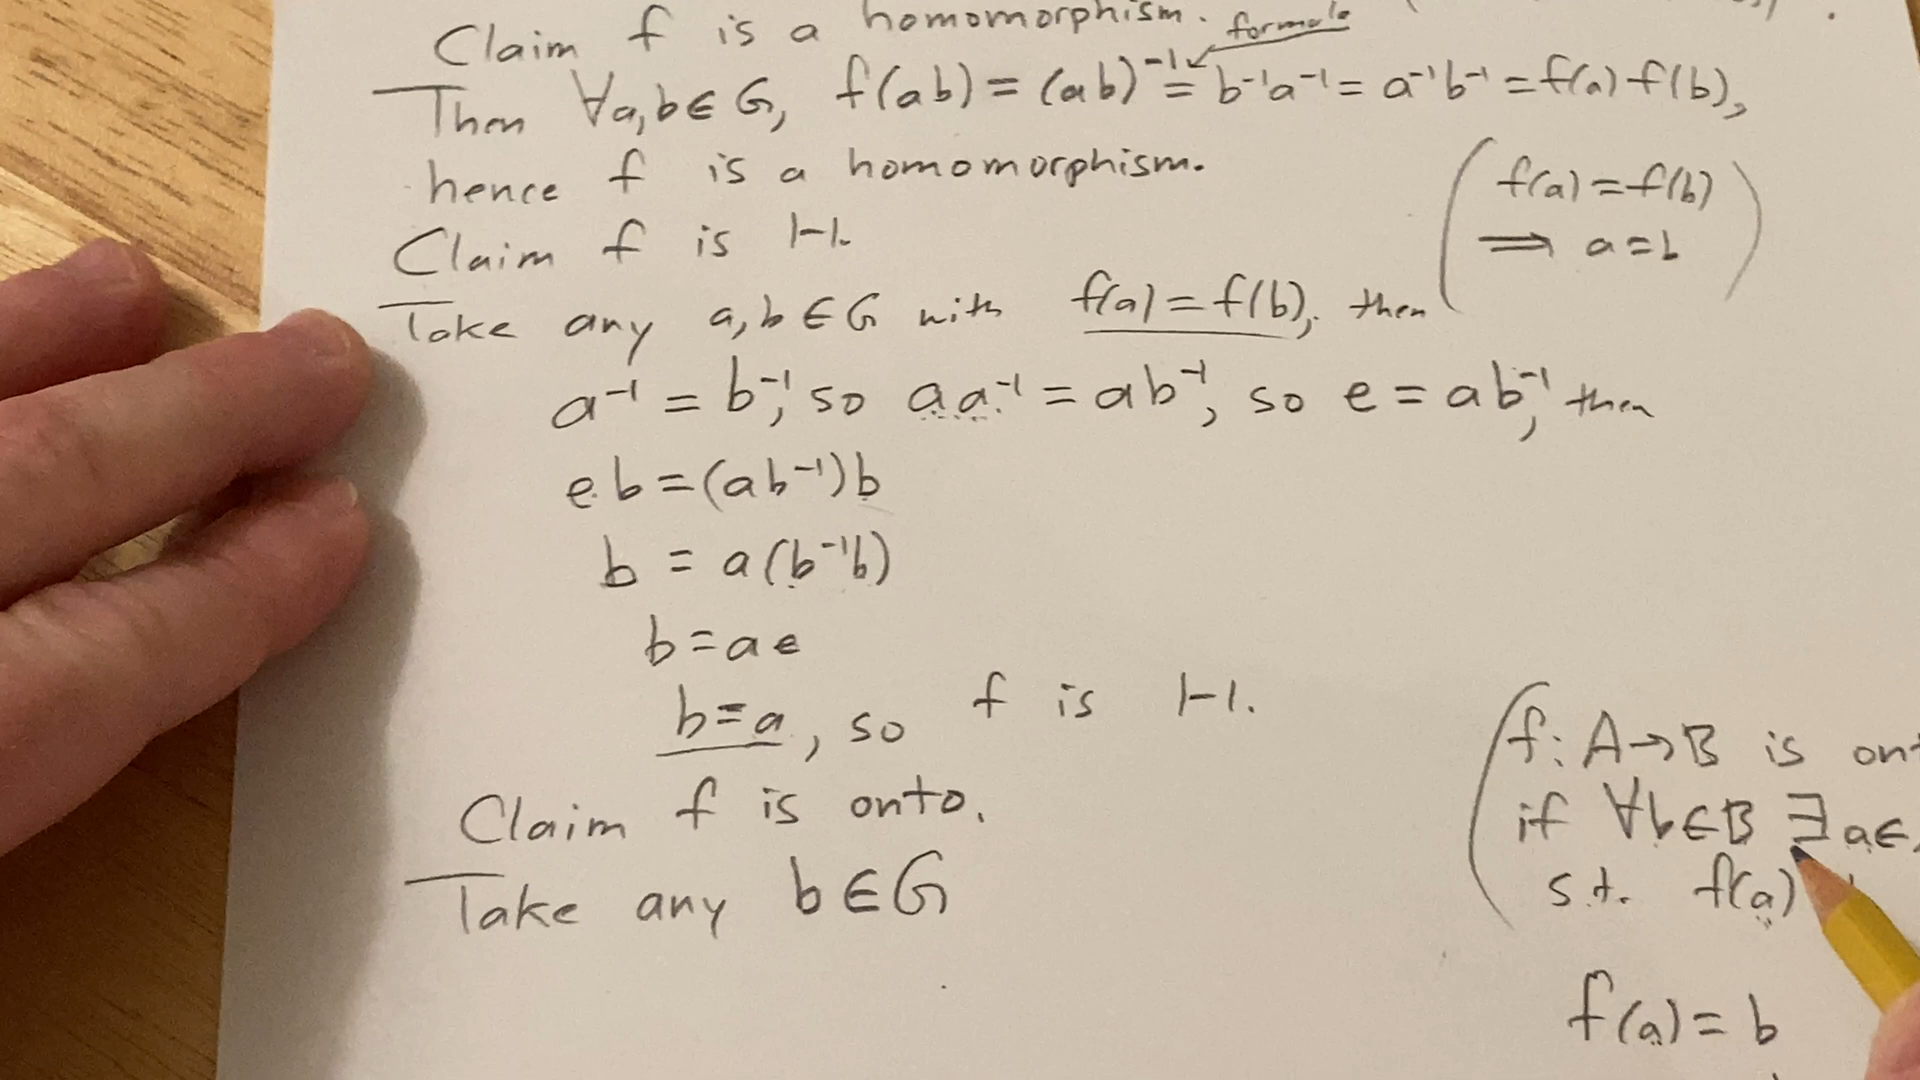 Claim f is a homomorphism.
formula
Then ∀a,b∈G, f(ab) = (ab)⁻¹ = b⁻¹a⁻¹ = a⁻¹b⁻¹ = f(a) f(b),
hence f is a homomorphism.
(f(a) = f(b)
⟹ a = b)
Claim f is 1-1.
Take any a,b ∈ G with f(a) = f(b), then
a⁻¹ = b⁻¹, so aa⁻¹ = ab⁻¹, so e = ab⁻¹, then
eb = (ab⁻¹)b
b = a(b⁻¹b)
b = ae
b = a, so f is 1-1.
Claim f is onto.
Take any b ∈ G
(f: A→B is ont
if ∀b∈B ∃a∈
s.t. f(a)
f(a) = b